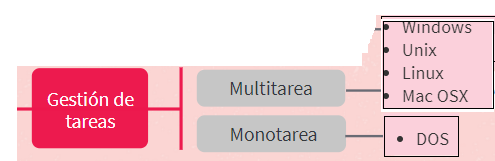 Gestión de
tareas
Multitarea
Windows
Unix
Linux
Mac OSX
Monotarea
DOS